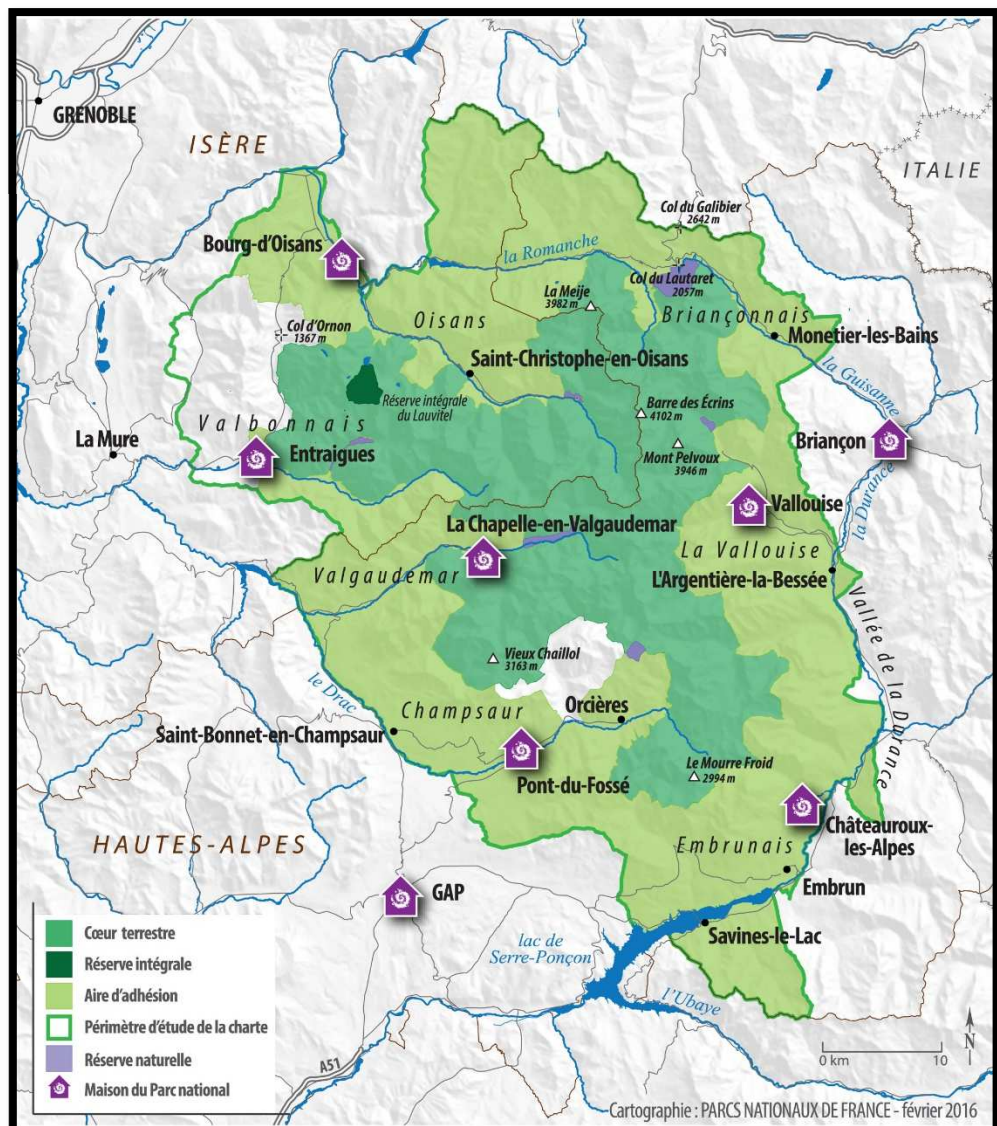 GRENOBLE
ISÈRE
ITALIE
Col du Galibier
2642 m
Bourg-d'Oisans
la Romanche
Col du Lautaret
2057m
La Meije
3982 m
Oisans
Briançonnais
Col d'Ornon
1367 m
Monetier-les-Bains
Saint-Christophe-en-Oisans
la Guisanne
Réserve intégrale
du Lauvitel
Barre des Écrins
4102 m
Valbonnais
La Mure
Entraigues
Mont Pelvoux
3946 m
Briançon
la Durance
Vallouise
La Chapelle-en-Valgaudemar
La Vallouise
Valgaudemar
L'Argentière-la-Bessée
Vallée de la Durance
Vieux Chaillol
3163 m
le Drac
Champsaur
Orcières
Saint-Bonnet-en-Champsaur
Pont-du-Fossé
Le Mourre Froid
2994 m
HAUTES-ALPES
Châteauroux-
les-Alpes
Embrunais
Embrun
GAP
Savines-le-Lac
lac de
Serre-Ponçon
l'Ubaye
Cœur terrestre
Réserve intégrale
Aire d'adhésion
Périmètre d'étude de la charte
Réserve naturelle
Maison du Parc national
A51
0 km 10
N
Cartographie : PARCS NATIONAUX DE FRANCE - février 2016